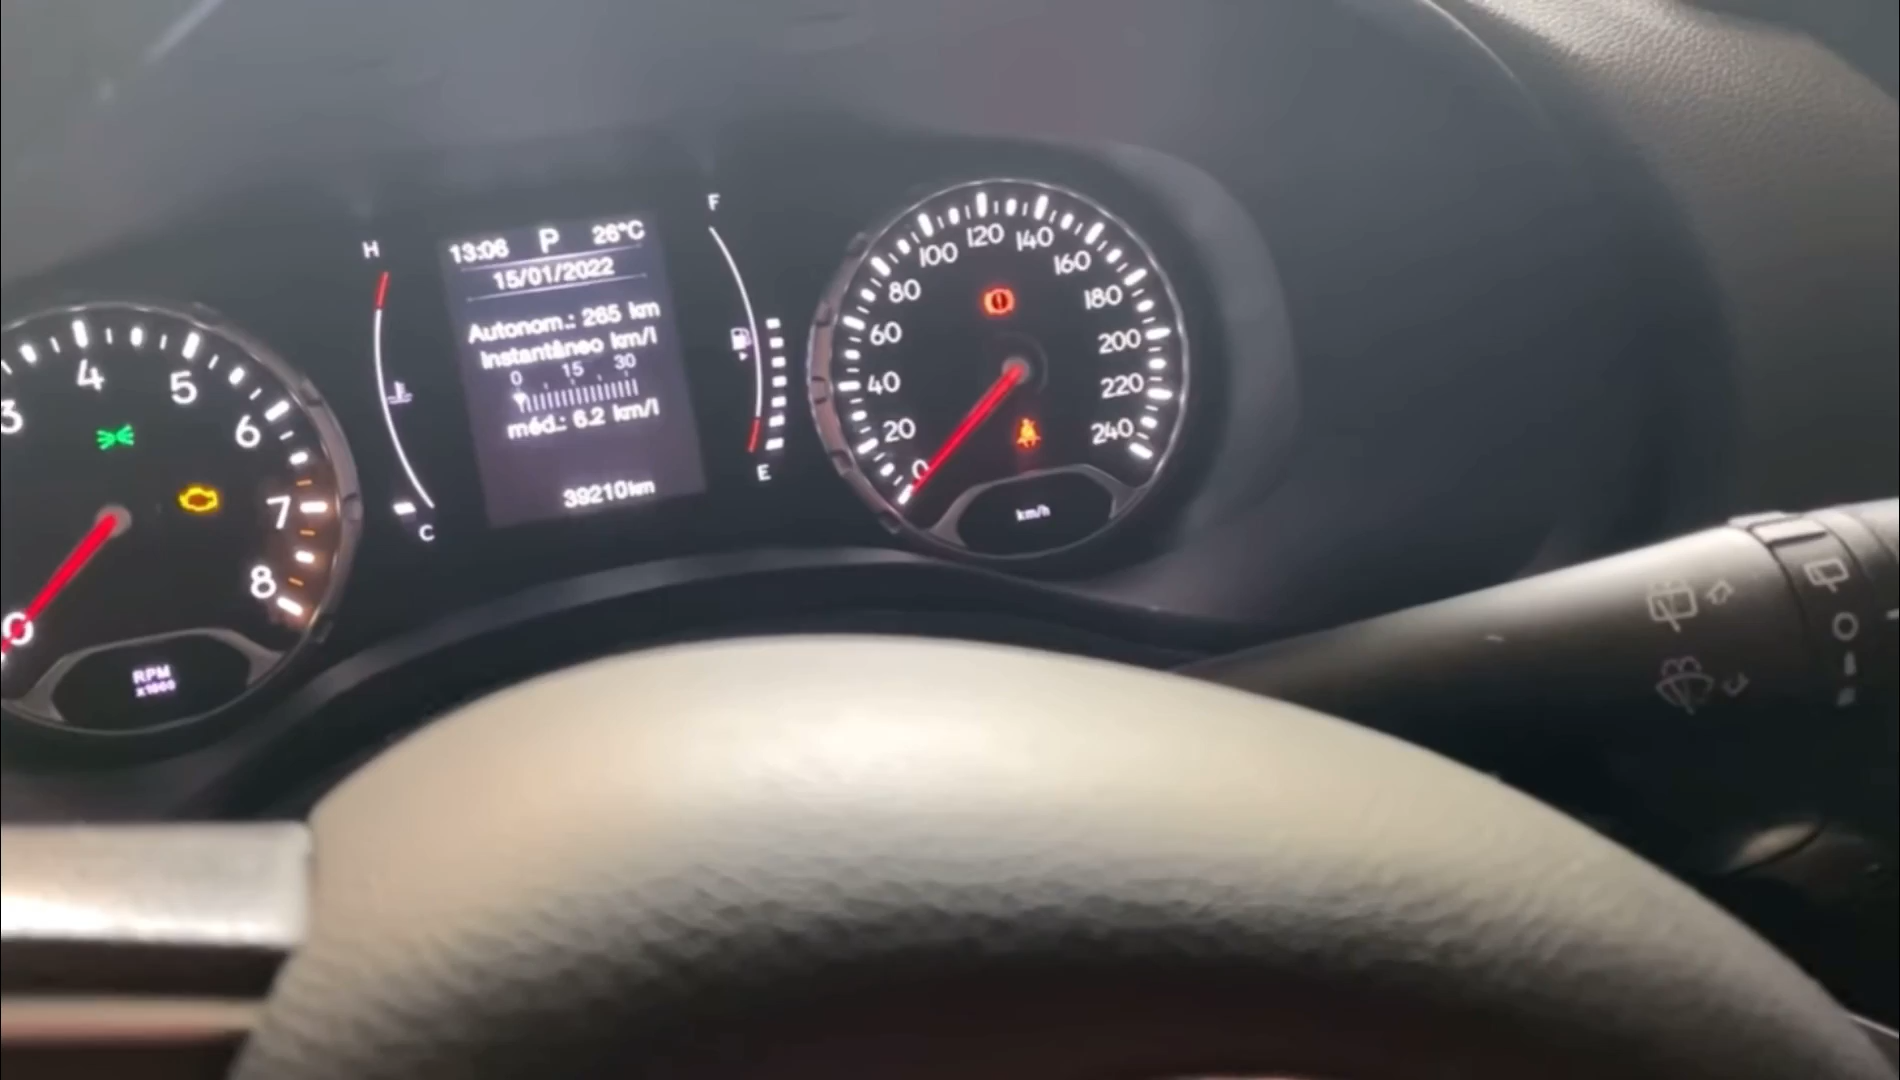 3
4
5
6
7
8
0
RPM
x1000
H
C
13:06 P 26°C
15/01/2022
Autonom.: 265 km
Instantâneo km/l
0 15 30
méd.: 6.2 km/l
39210km
F
E
0
20
40
60
80
100
120
140
160
180
200
220
240
km/h